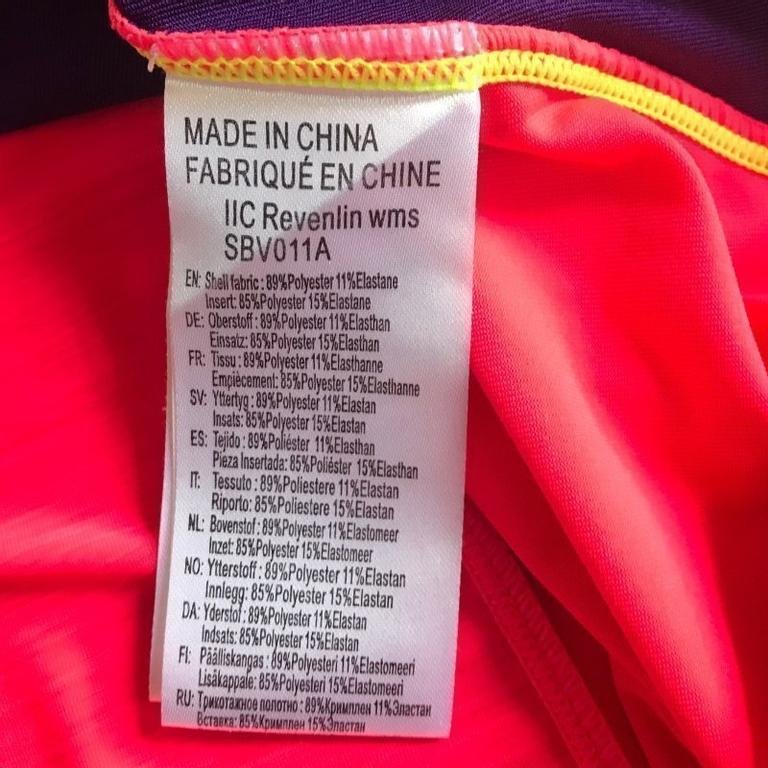 MADE IN CHINA
FABRIQUÉ EN CHINE
IIC Revenlin wms
SBV011A
EN: Shell fabric : 89%Polyester 11%Elastane
Insert: 85%Polyester 15%Elastane
DE: Oberstoff : 89%Polyester 11%Elasthan
Einsatz: 85%Polyester 15%Elasthan
FR: Tissu : 89%Polyester 11%Elasthanne
Empiècement: 85%Polyester 15%Elasthanne
SV: Yttertyg : 89%Polyester 11%Elastan
Insats: 85%Polyester 15%Elastan
ES: Tejido : 89%Poliéster 11%Elasthan
Pieza Insertada: 85%Poliéster 15%Elasthan
IT: Tessuto : 89%Poliestere 11%Elastan
Riporto: 85%Poliestere 15%Elastan
NL: Bovenstof : 89%Polyester 11%Elastomeer
Inzet: 85%Polyester 15%Elastomeer
NO: Ytterstoff : 89%Polyester 11%Elastan
Innlegg: 85%Polyester 15%Elastan
DA: Yderstof : 89%Polyester 11%Elastan
Indsats: 85%Polyester 15%Elastan
FI: Päälliskangas : 89%Polyesteri 11%Elastomeeri
Lisäkappale: 85%Polyesteri 15%Elastomeeri
RU: Трикотажное полотно : 89%Кримплен 11%Эластан
Вставка: 85%Кримплен 15%Эластан